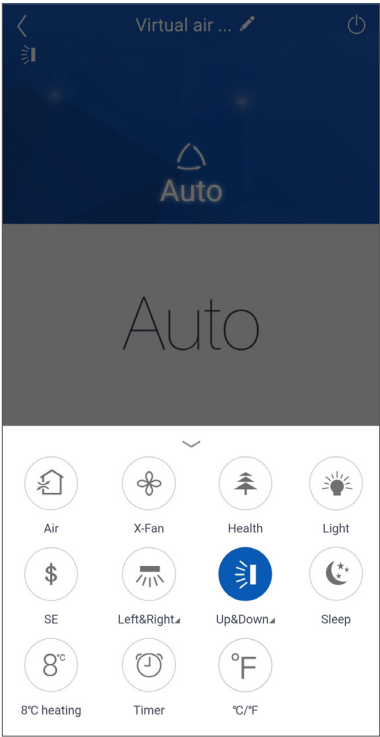 Virtual air ...
Auto
Auto
Air X-Fan Health Light
$
SE Left&Right Up&Down Sleep
8°C °F
8°C heating Timer °C/°F